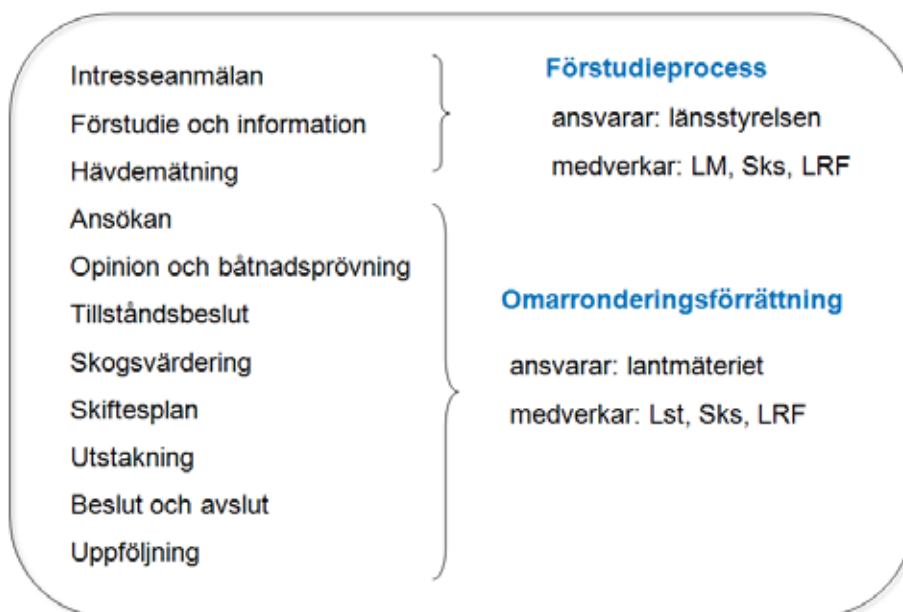 Intresseanmälan
Förstudie och information
Hävdemätning
Ansökan
Opinion och båtnadsprövning
Tillståndsbeslut
Skogsvärdering
Skiftesplan
Utstakning
Beslut och avslut
Uppföljning
Förstudieprocess
ansvarar: länsstyrelsen
medverkar: LM, Sks, LRF
Omarronderingsförrättning
ansvarar: lantmäteriet
medverkar: Lst, Sks, LRF